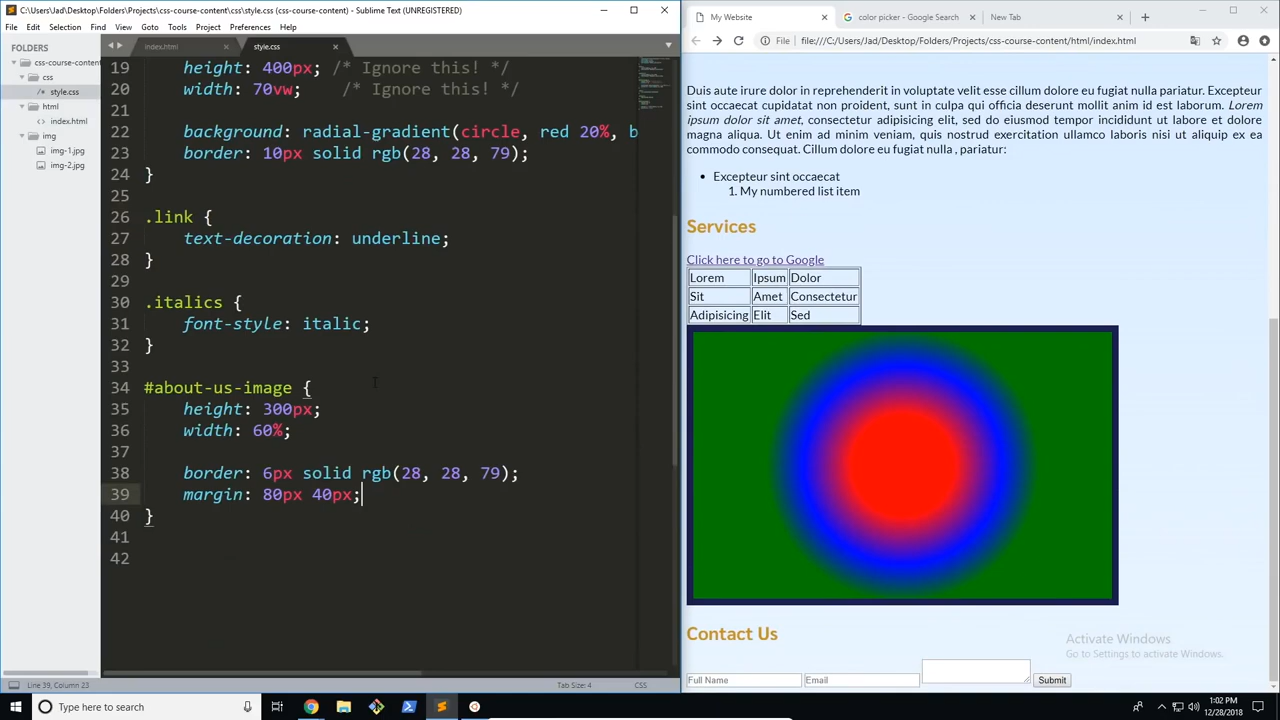 C:\Users\Jad\Desktop\Folders\Projects\css-course-content\css\style.css (css-course-content) - Sublime Text (UNREGISTERED)
File Edit Selection Find View Goto Tools Project Preferences Help
FOLDERS
css-course-content
css
style.css
html
index.html
img
img-1.jpg
img-2.jpg
index.html
style.css
19 height: 400px; /* Ignore this! */
20 width: 70vw; /* Ignore this! */
21
22 background: radial-gradient(circle, red 20%, b
23 border: 10px solid rgb(28, 28, 79);
24 }
25
26 .link {
27 text-decoration: underline;
28 }
29
30 .italics {
31 font-style: italic;
32 }
33
34 #about-us-image {
35 height: 300px;
36 width: 60%;
37
38 border: 6px solid rgb(28, 28, 79);
39 margin: 80px 40px;
40 }
41
42
Line 39, Column 23
Tab Size: 4
CSS
My Website
color picker - Google Search
New Tab
File | file:///C:/Users/Jad/Desktop/Folders/Projects/css-course-content/html/index.html
Duis aute irure dolor in reprehenderit in voluptate velit esse cillum dolore eu fugiat nulla pariatur. Excepteur
sint occaecat cupidatat non proident, sunt in culpa qui officia deserunt mollit anim id est laborum. Lorem
ipsum dolor sit amet, consectetur adipiscing elit, sed do eiusmod tempor incididunt ut labore et dolore
magna aliqua. Ut enim ad minim veniam, quis nostrud exercitation ullamco laboris nisi ut aliquip ex ea
commodo consequat. Cillum dolore eu fugiat nulla , pariatur:
• Excepteur sint occaecat
1. My numbered list item
Services
Click here to go to Google
Lorem Ipsum Dolor
Sit Amet Consectetur
Adipisicing Elit Sed
Contact Us
Full Name
Email
Submit
Activate Windows
Go to Settings to activate Windows.
Type here to search
1:02 PM
12/28/2018